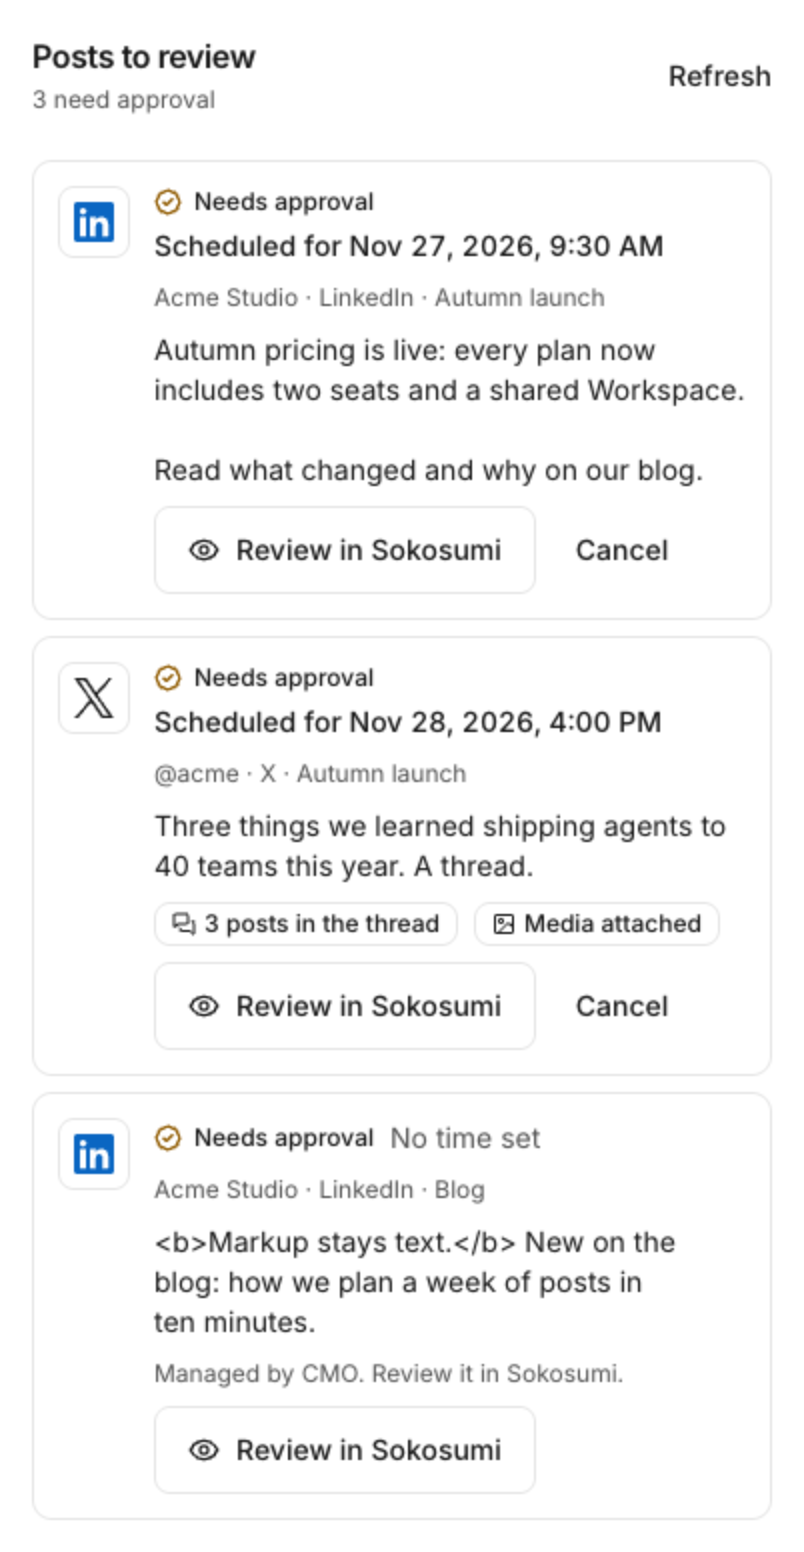 Posts to review
3 need approval
Refresh
in
Needs approval
Scheduled for Nov 27, 2026, 9:30 AM
Acme Studio · LinkedIn · Autumn launch
Autumn pricing is live: every plan now
includes two seats and a shared Workspace.
Read what changed and why on our blog.
Review in Sokosumi
Cancel
X
Needs approval
Scheduled for Nov 28, 2026, 4:00 PM
@acme · X · Autumn launch
Three things we learned shipping agents to
40 teams this year. A thread.
3 posts in the thread
Media attached
Review in Sokosumi
Cancel
in
Needs approval No time set
Acme Studio · LinkedIn · Blog
<b>Markup stays text.</b> New on the
blog: how we plan a week of posts in
ten minutes.
Managed by CMO. Review it in Sokosumi.
Review in Sokosumi